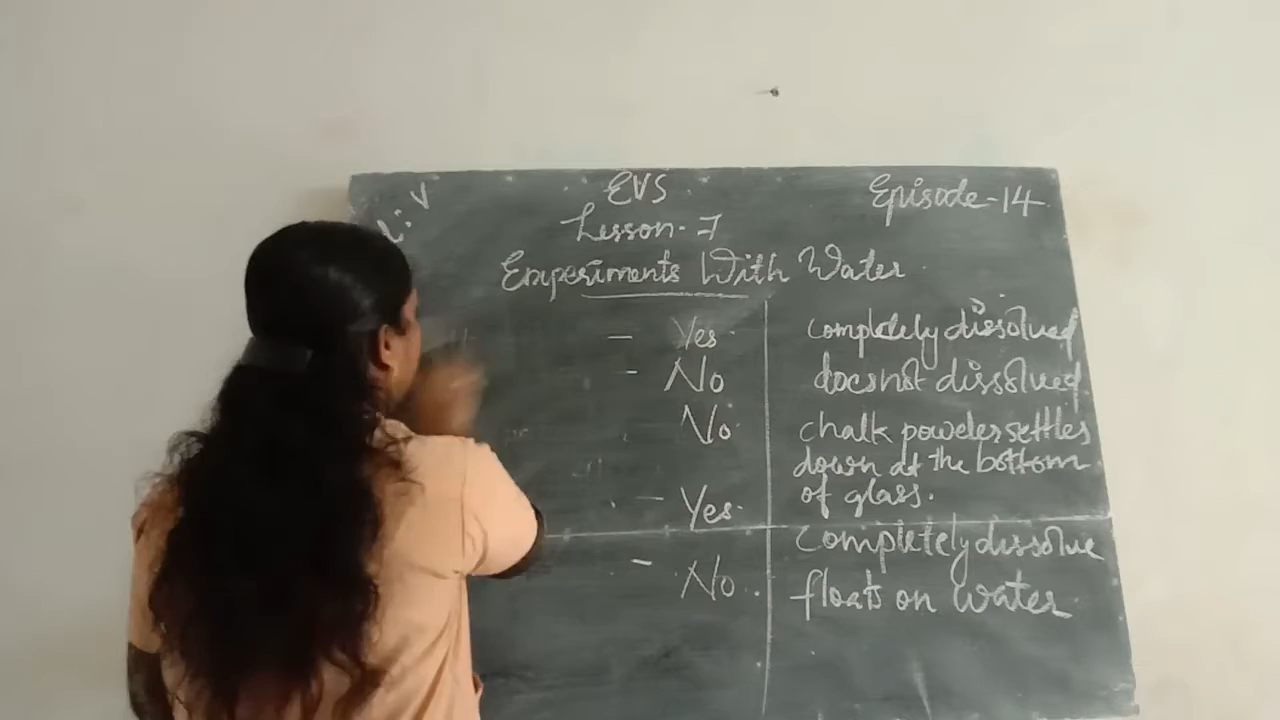 : V
EVS
Episode-14
Lesson-7
Experiments With Water
- Yes completely dissolved
- No does not dissolved
No chalk powder settles
down at the bottom
of glass.
- Yes completely dissolve
- No floats on water